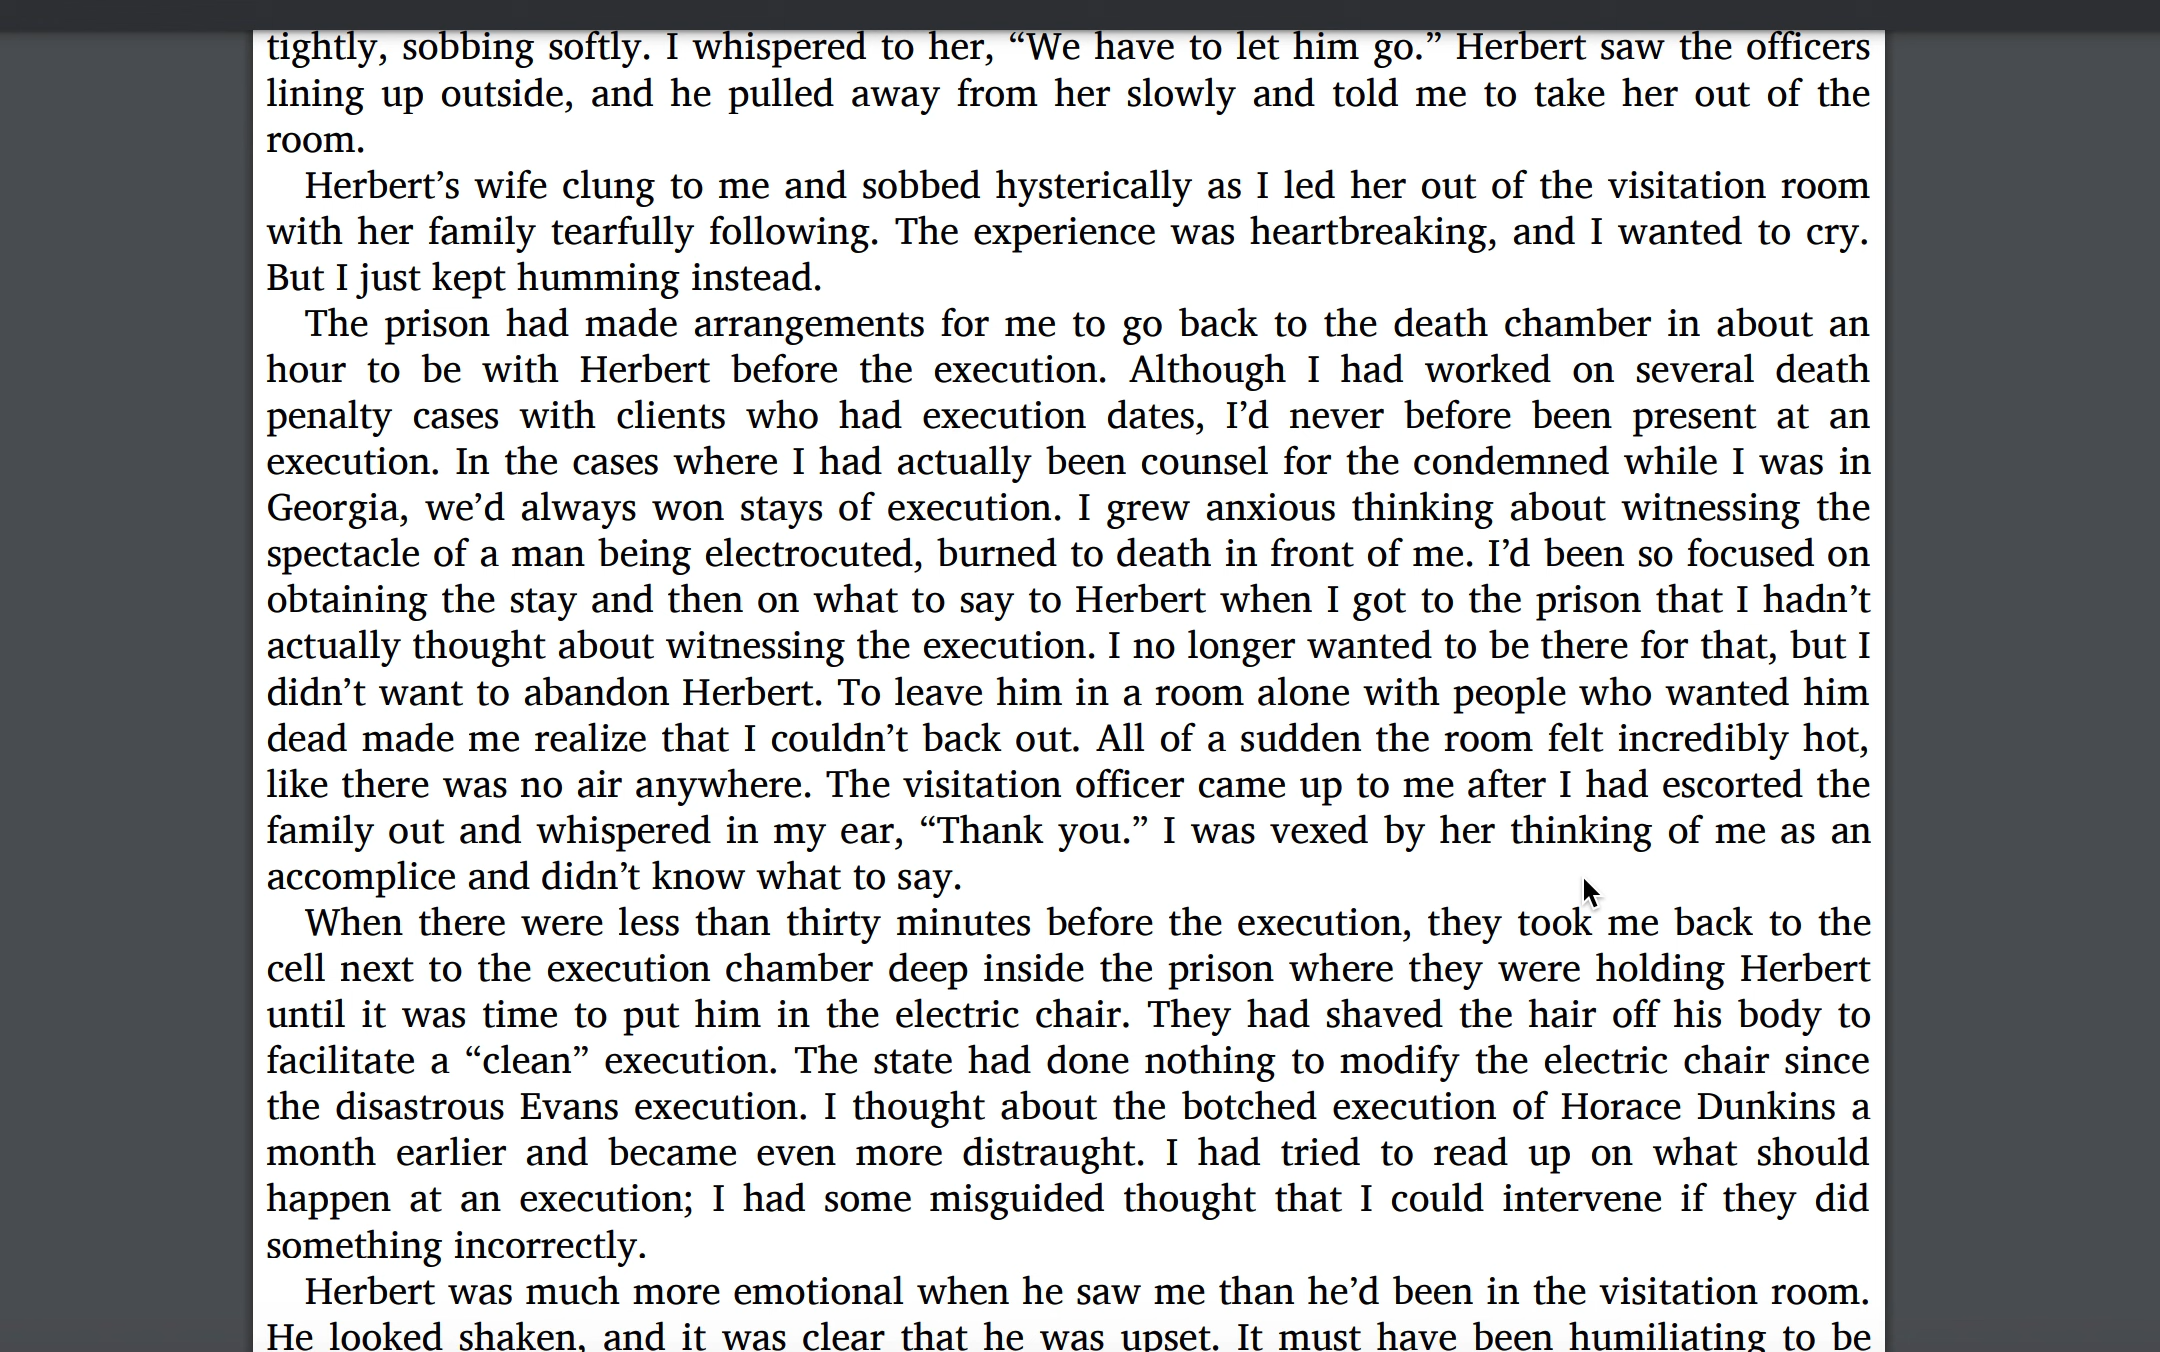 tightly, sobbing softly. I whispered to her, “We have to let him go.” Herbert saw the officers
lining up outside, and he pulled away from her slowly and told me to take her out of the
room.
Herbert’s wife clung to me and sobbed hysterically as I led her out of the visitation room
with her family tearfully following. The experience was heartbreaking, and I wanted to cry.
But I just kept humming instead.
The prison had made arrangements for me to go back to the death chamber in about an
hour to be with Herbert before the execution. Although I had worked on several death
penalty cases with clients who had execution dates, I’d never before been present at an
execution. In the cases where I had actually been counsel for the condemned while I was in
Georgia, we’d always won stays of execution. I grew anxious thinking about witnessing the
spectacle of a man being electrocuted, burned to death in front of me. I’d been so focused on
obtaining the stay and then on what to say to Herbert when I got to the prison that I hadn’t
actually thought about witnessing the execution. I no longer wanted to be there for that, but I
didn’t want to abandon Herbert. To leave him in a room alone with people who wanted him
dead made me realize that I couldn’t back out. All of a sudden the room felt incredibly hot,
like there was no air anywhere. The visitation officer came up to me after I had escorted the
family out and whispered in my ear, “Thank you.” I was vexed by her thinking of me as an
accomplice and didn’t know what to say.
When there were less than thirty minutes before the execution, they took me back to the
cell next to the execution chamber deep inside the prison where they were holding Herbert
until it was time to put him in the electric chair. They had shaved the hair off his body to
facilitate a “clean” execution. The state had done nothing to modify the electric chair since
the disastrous Evans execution. I thought about the botched execution of Horace Dunkins a
month earlier and became even more distraught. I had tried to read up on what should
happen at an execution; I had some misguided thought that I could intervene if they did
something incorrectly.
Herbert was much more emotional when he saw me than he’d been in the visitation room.
He looked shaken, and it was clear that he was upset. It must have been humiliating to be